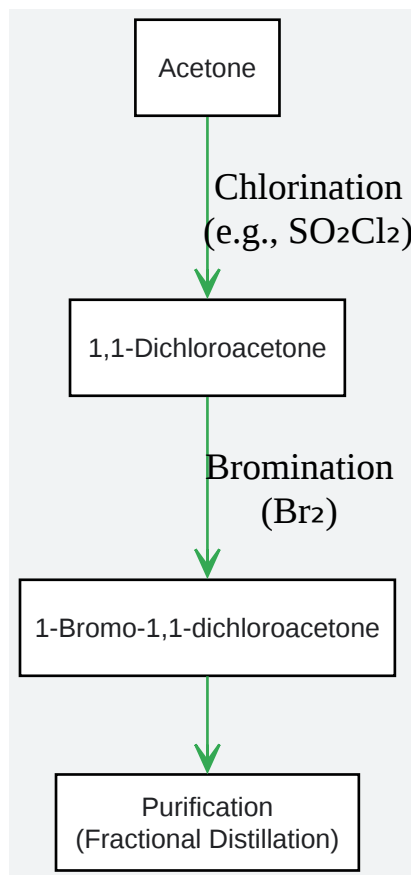 Acetone
Chlorination
(e.g., SO₂Cl₂)
1,1-Dichloroacetone
Bromination
(Br₂)
1-Bromo-1,1-dichloroacetone
Purification
(Fractional Distillation)